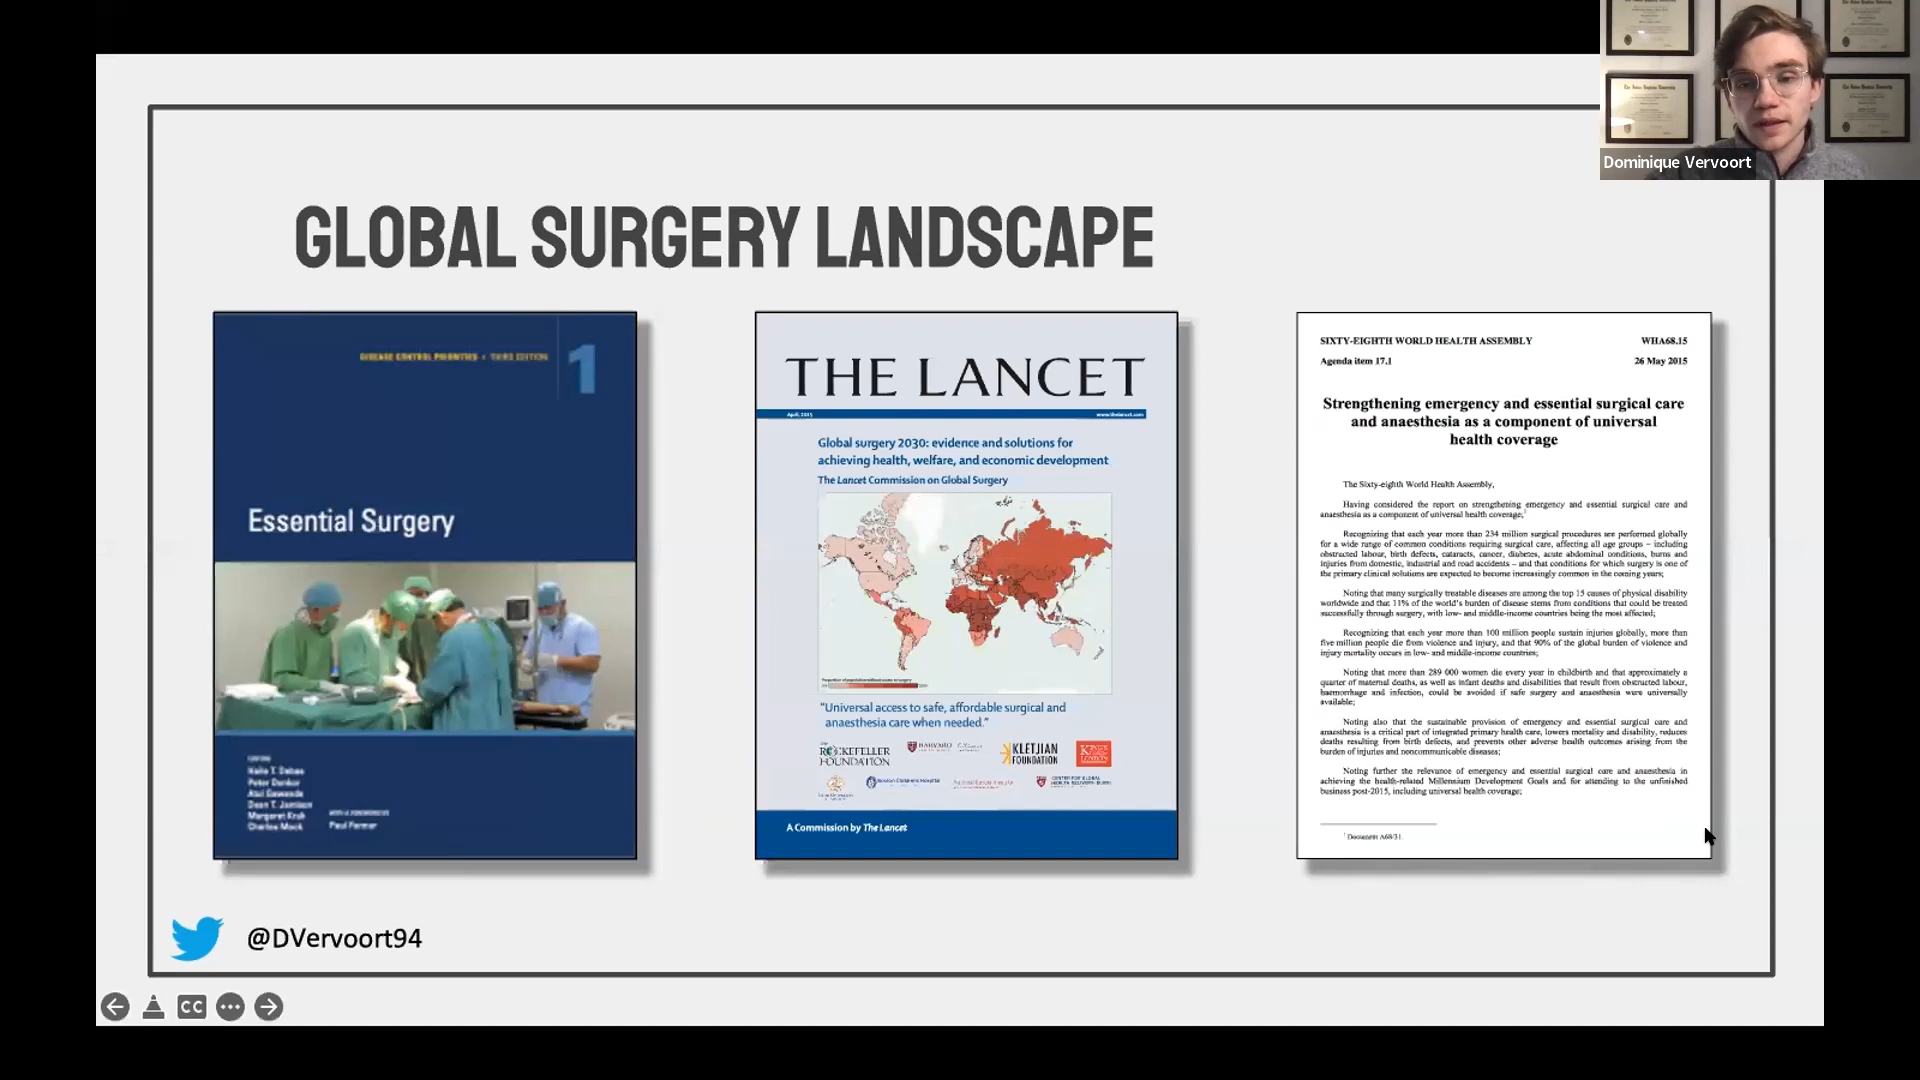 Dominique Vervoort
GLOBAL SURGERY LANDSCAPE
DISEASE CONTROL PRIORITIES • THIRD EDITION
1
Essential Surgery
EDITORS
Haile T. Debas
Peter Donkor
Atul Gawande
Dean T. Jamison
Margaret Kruk
Charles Mock
WITH A FOREWORD BY
Paul Farmer
THE LANCET
April, 2015 www.thelancet.com
Global surgery 2030: evidence and solutions for
achieving health, welfare, and economic development
The Lancet Commission on Global Surgery
Proportion of population without access to surgery
"Universal access to safe, affordable surgical and
anaesthesia care when needed."
The
ROCKEFELLER
FOUNDATION
HARVARD
KLETJIAN
FOUNDATION
KING'S
College
LONDON
Boston Children's Hospital
CENTER FOR GLOBAL
A Commission by The Lancet
SIXTY-EIGHTH WORLD HEALTH ASSEMBLY WHA68.15
Agenda item 17.1 26 May 2015
Strengthening emergency and essential surgical care
and anaesthesia as a component of universal
health coverage
The Sixty-eighth World Health Assembly,
Having considered the report on strengthening emergency and essential surgical care and
anaesthesia as a component of universal health coverage;1
Recognizing that each year more than 234 million surgical procedures are performed globally
for a wide range of common conditions requiring surgical care, affecting all age groups – including
obstructed labour, birth defects, cataracts, cancer, diabetes, acute abdominal conditions, burns and
injuries from domestic, industrial and road accidents – and that conditions for which surgery is one of
the primary clinical solutions are expected to become increasingly common in the coming years;
Noting that many surgically treatable diseases are among the top 15 causes of physical disability
worldwide and that 11% of the world's burden of disease stems from conditions that could be treated
successfully through surgery, with low- and middle-income countries being the most affected;
Recognizing that each year more than 100 million people sustain injuries globally, more than
five million people die from violence and injury, and that 90% of the global burden of violence and
injury mortality occurs in low- and middle-income countries;
Noting that more than 289 000 women die every year in childbirth and that approximately a
quarter of maternal deaths, as well as infant deaths and disabilities that result from obstructed labour,
haemorrhage and infection, could be avoided if safe surgery and anaesthesia were universally
available;
Noting also that the sustainable provision of emergency and essential surgical care and
anaesthesia is a critical part of integrated primary health care, lowers mortality and disability, reduces
deaths resulting from birth defects, and prevents other adverse health outcomes arising from the
burden of injuries and noncommunicable diseases;
Noting further the relevance of emergency and essential surgical care and anaesthesia in
achieving the health-related Millennium Development Goals and for attending to the unfinished
business post-2015, including universal health coverage;
1 Document A68/31.
@DVervoort94
CC